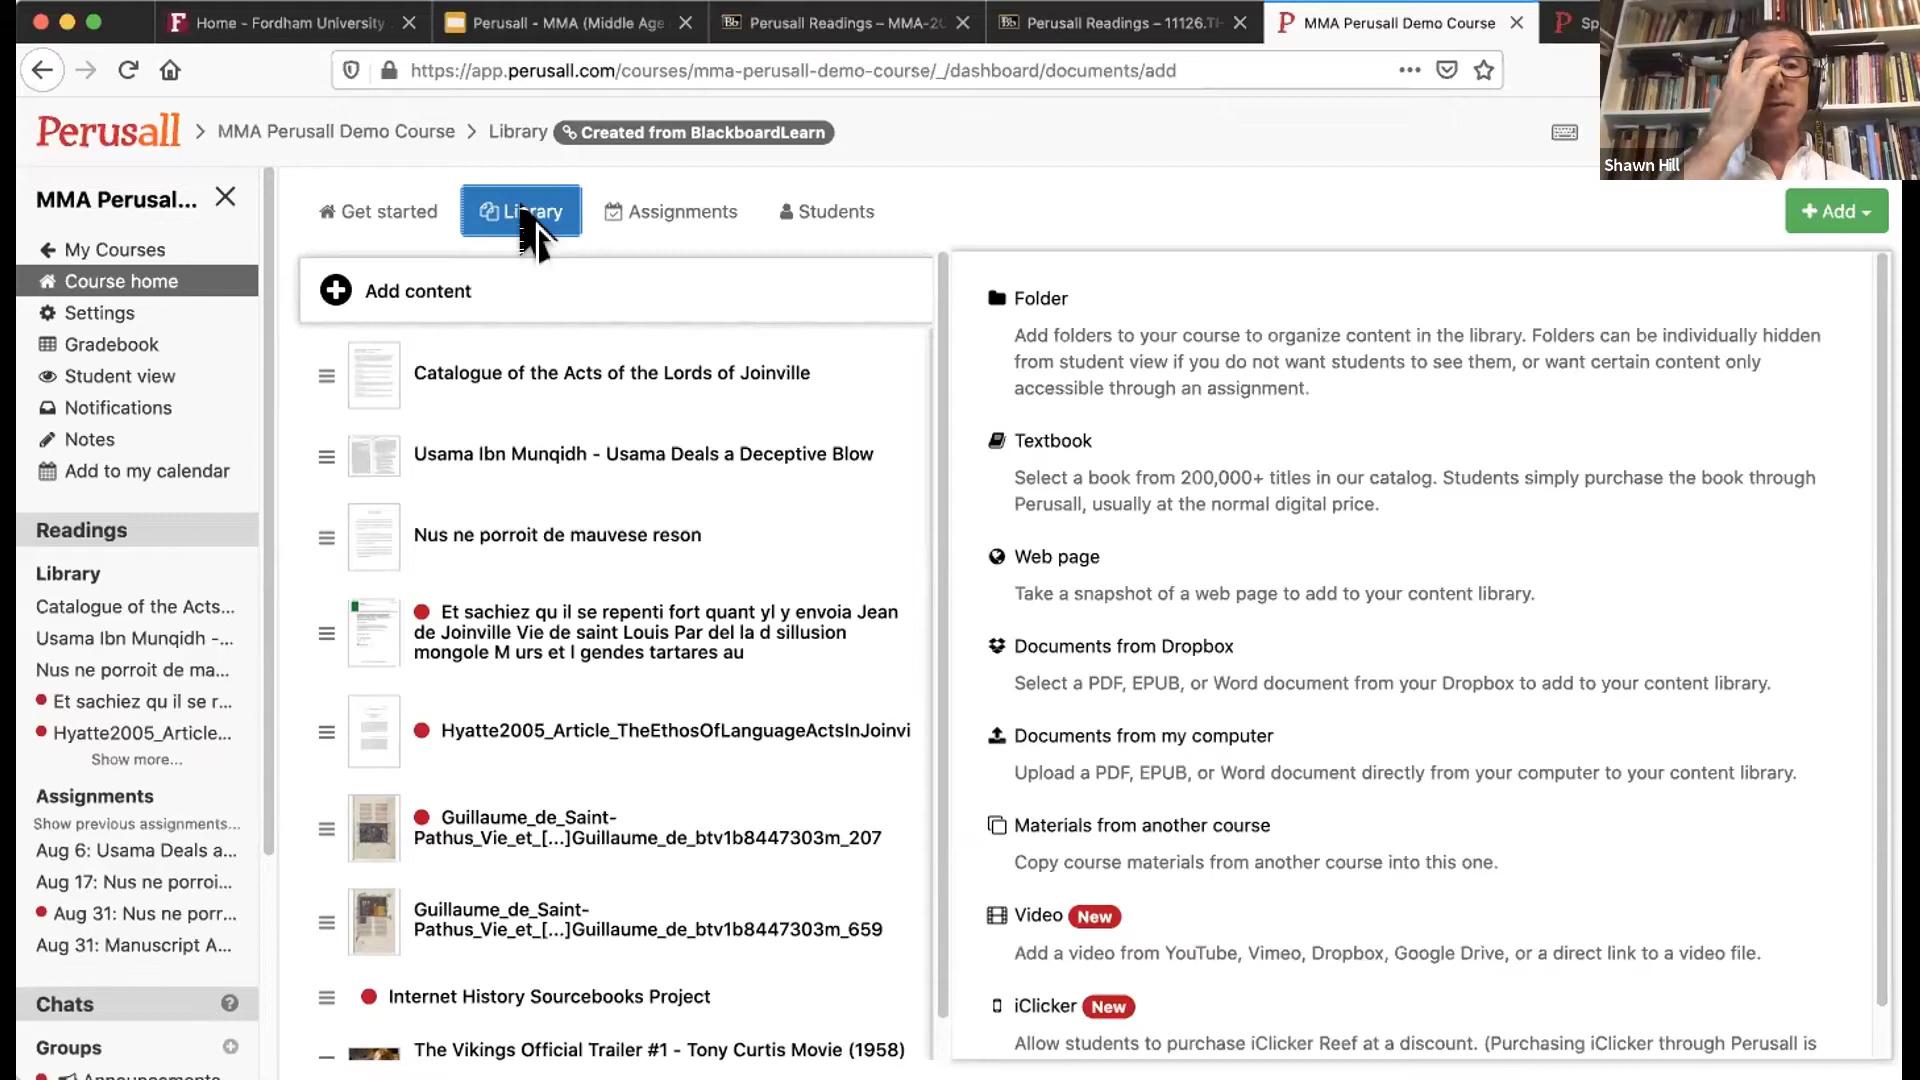 Home - Fordham University
Perusall - MMA (Middle Age
Bb Perusall Readings – MMA-2
Bb Perusall Readings – 11126.
MMA Perusall Demo Course
Sp
https://app.perusall.com/courses/mma-perusall-demo-course/_/dashboard/documents/add
Perusall > MMA Perusall Demo Course > Library Created from BlackboardLearn
Shawn Hill
MMA Perusal...
My Courses
Course home
Settings
Gradebook
Student view
Notifications
Notes
Add to my calendar
Readings
Library
Catalogue of the Acts...
Usama Ibn Munqidh -...
Nus ne porroit de ma...
Et sachiez qu il se r...
Hyatte2005_Article...
Show more...
Assignments
Show previous assignments...
Aug 6: Usama Deals a...
Aug 17: Nus ne porroi...
Aug 31: Nus ne porr...
Aug 31: Manuscript A...
Chats
Groups
Announcements
Get started
Library
Assignments
Students
Add
Add content
Catalogue of the Acts of the Lords of Joinville
Usama Ibn Munqidh - Usama Deals a Deceptive Blow
Nus ne porroit de mauvese reson
Et sachiez qu il se repenti fort quant yl y envoia Jean
de Joinville Vie de saint Louis Par del la d sillusion
mongole M urs et l gendes tartares au
Hyatte2005_Article_TheEthosOfLanguageActsInJoinvi
Guillaume_de_Saint-
Pathus_Vie_et_[...]Guillaume_de_btv1b8447303m_207
Guillaume_de_Saint-
Pathus_Vie_et_[...]Guillaume_de_btv1b8447303m_659
Internet History Sourcebooks Project
The Vikings Official Trailer #1 - Tony Curtis Movie (1958)
Folder
Add folders to your course to organize content in the library. Folders can be individually hidden
from student view if you do not want students to see them, or want certain content only
accessible through an assignment.
Textbook
Select a book from 200,000+ titles in our catalog. Students simply purchase the book through
Perusall, usually at the normal digital price.
Web page
Take a snapshot of a web page to add to your content library.
Documents from Dropbox
Select a PDF, EPUB, or Word document from your Dropbox to add to your content library.
Documents from my computer
Upload a PDF, EPUB, or Word document directly from your computer to your content library.
Materials from another course
Copy course materials from another course into this one.
Video New
Add a video from YouTube, Vimeo, Dropbox, Google Drive, or a direct link to a video file.
iClicker New
Allow students to purchase iClicker Reef at a discount. (Purchasing iClicker through Perusall is